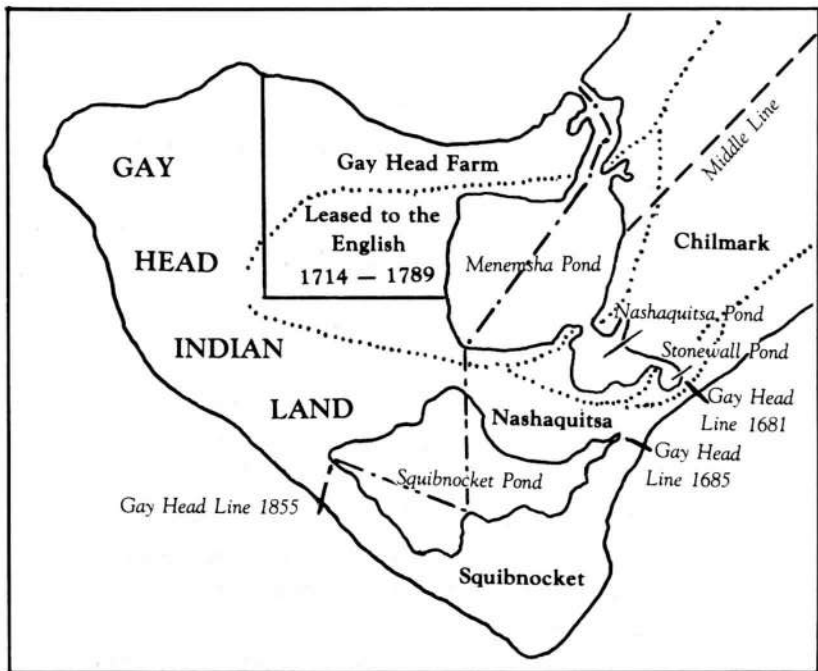 GAY
HEAD
INDIAN
LAND
Gay Head Farm
Leased to the
English
1714 — 1789
Menemsha Pond
Middle Line
Chilmark
Nashaquitsa Pond
Stonewall Pond
Gay Head
Line 1681
Nashaquitsa
Gay Head
Line 1685
Squibnocket Pond
Gay Head Line 1855
Squibnocket